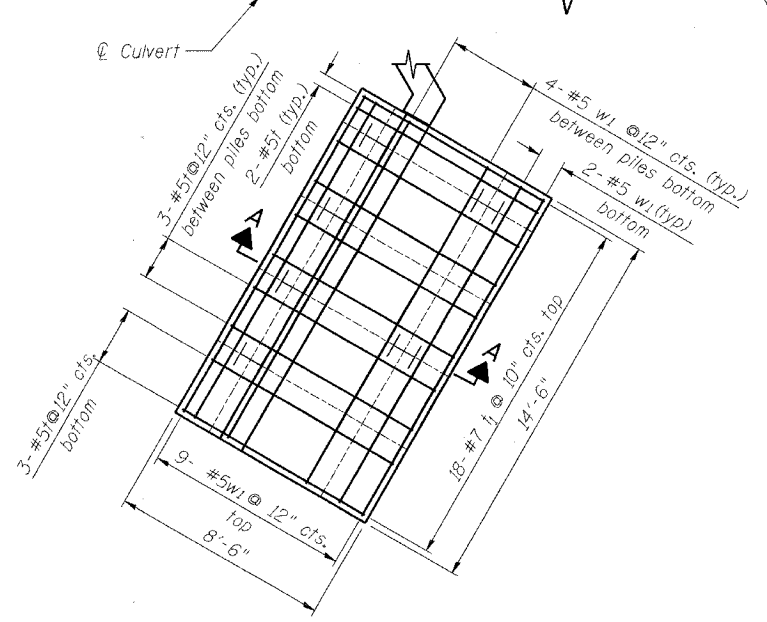 ℄ Culvert
3- #5t@12" cts. (typ.)
between piles bottom
2- #5t (typ.)
bottom
4- #5 w1 @12" cts. (typ.)
between piles bottom
2- #5 w1(typ)
bottom
A
A
18- #7 t1 @ 10" cts. top
14'-6"
3- #5t@12" cts.
bottom
9- #5w1@ 12" cts.
top
8'-6"